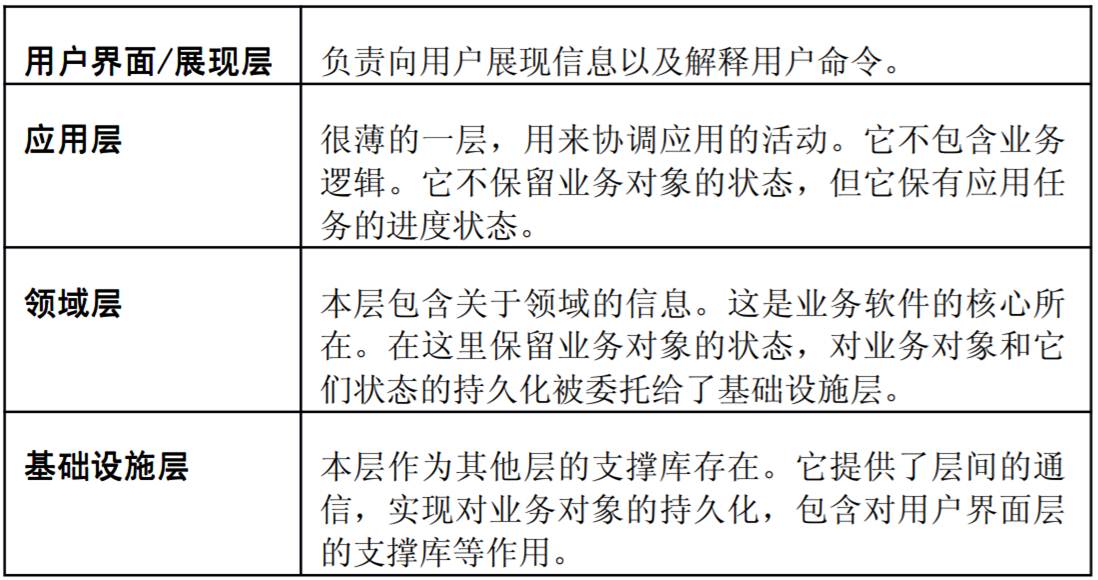 用户界面/展现层
负责向用户展现信息以及解释用户命令。
应用层
很薄的一层，用来协调应用的活动。它不包含业务
逻辑。它不保留业务对象的状态，但它保有应用任
务的进度状态。
领域层
本层包含关于领域的信息。这是业务软件的核心所
在。在这里保留业务对象的状态，对业务对象和它
们状态的持久化被委托给了基础设施层。
基础设施层
本层作为其他层的支撑库存在。它提供了层间的通
信，实现对业务对象的持久化，包含对用户界面层
的支撑库等作用。